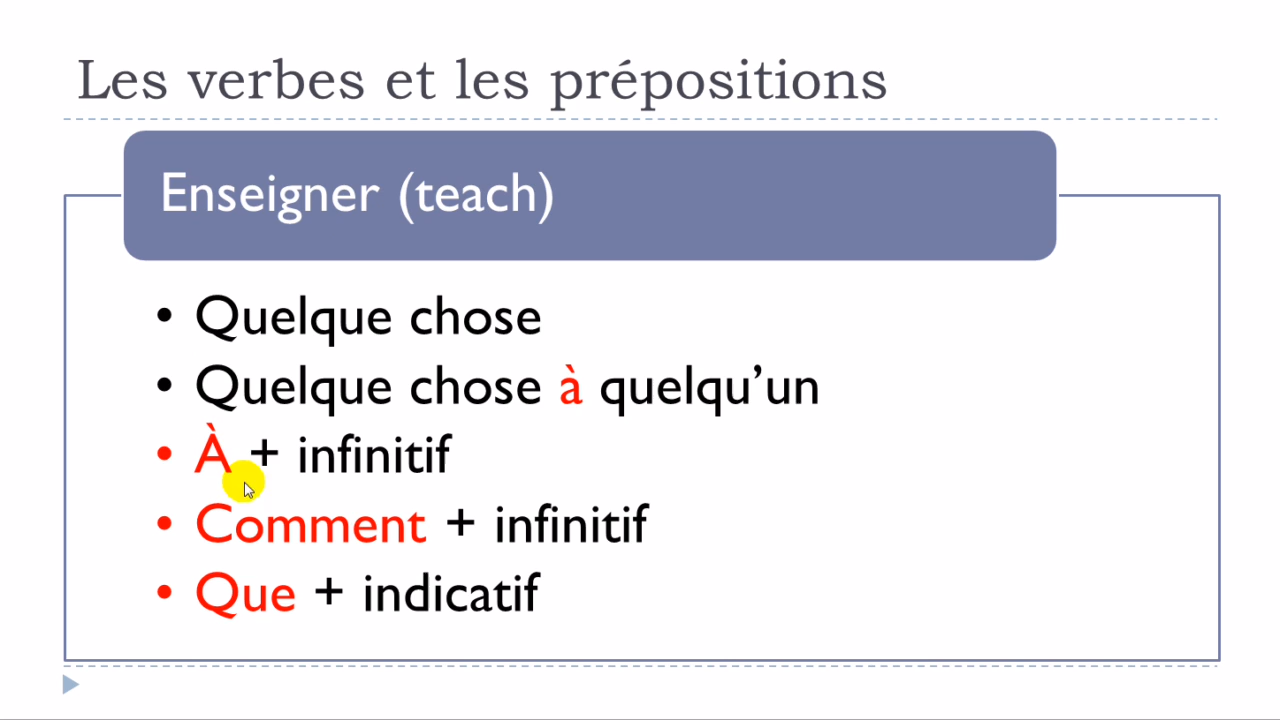 Les verbes et les prépositions
Enseigner (teach)
• Quelque chose
• Quelque chose à quelqu’un
• À + infinitif
• Comment + infinitif
• Que + indicatif